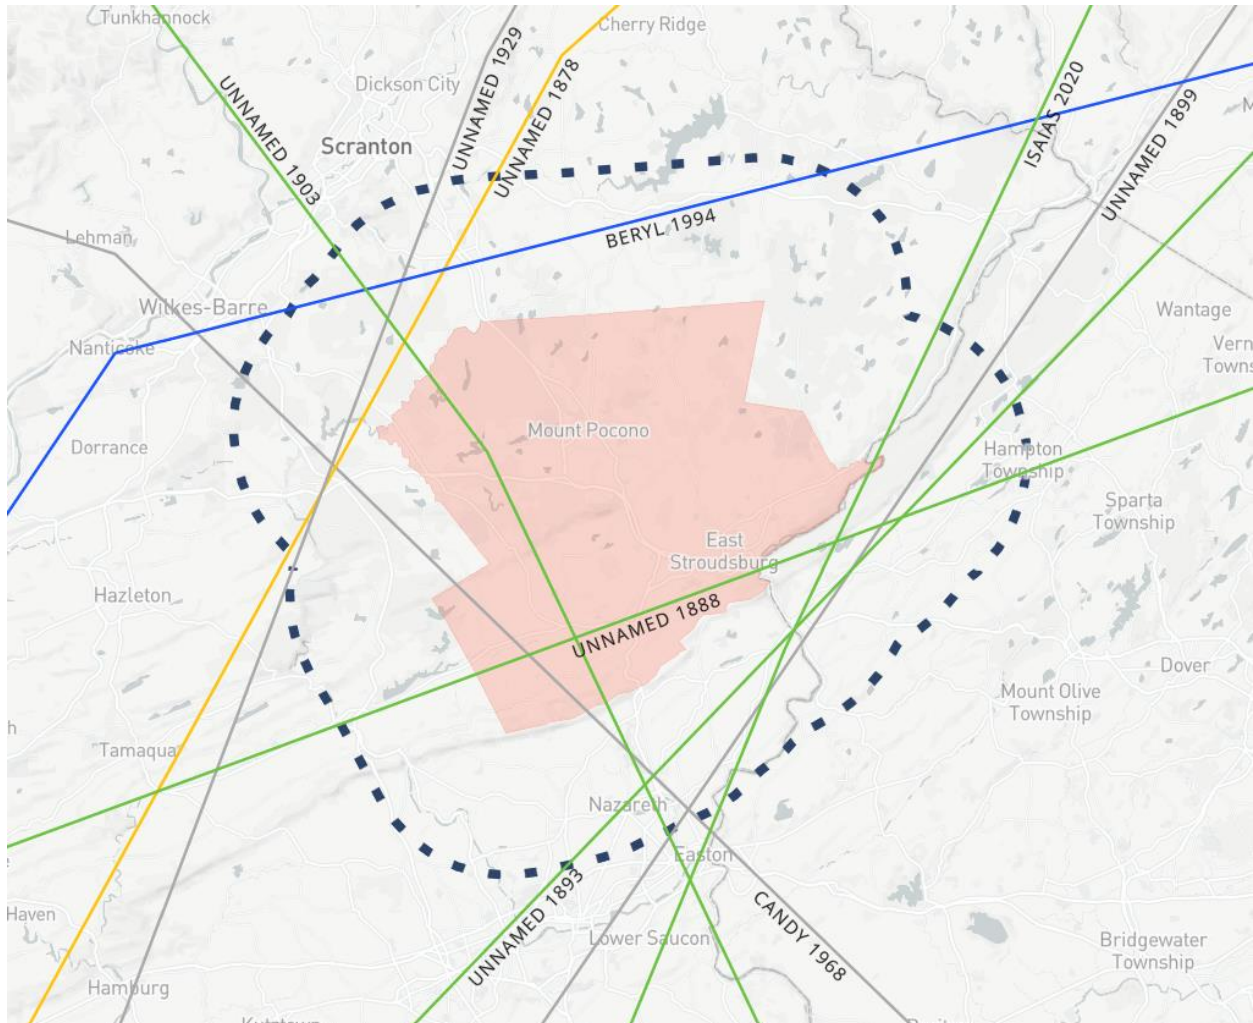 Tunkhannock
Cherry Ridge
Dickson City
UNNAMED 1929
UNNAMED 1878
UNNAMED 1903
ISAIAS 2020
UNNAMED 1899
Scranton
BERYL 1994
Lehman
Wilkes-Barre
Wantage
Nanticoke
Vern
Towns
Mount Pocono
Dorrance
Hampton
Township
Sparta
Township
East
Stroudsburg
Hazleton
UNNAMED 1888
Dover
Mount Olive
Township
h
Tamaqua
Nazareth
Easton
Haven
UNNAMED 1893
CANDY 1968
Lower Saucon
Bridgewater
Township
Hamburg